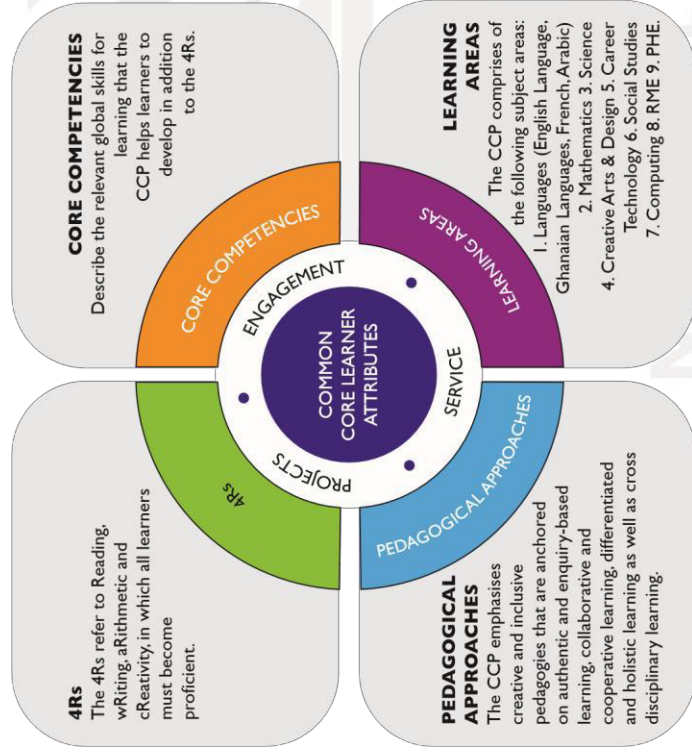 4Rs
The 4Rs refer to Reading,
wRiting, aRithmetic and
cReativity, in which all learners
must become
proficient.
CORE COMPETENCIES
Describe the relevant global skills for
learning that the
CCP helps learners to
develop in addition
to the 4Rs.
4Rs
CORE COMPETENCIES
PROJECTS
ENGAGEMENT
COMMON
CORE LEARNER
ATTRIBUTES
SERVICE
PEDAGOGICAL APPROACHES
LEARNING AREAS
PEDAGOGICAL
APPROACHES
The CCP emphasises
creative and inclusive
pedagogies that are anchored
on authentic and enquiry-based
learning, collaborative and
cooperative learning, differentiated
and holistic learning as well as cross
disciplinary learning.
LEARNING
AREAS
The CCP comprises of
the following subject areas:
1. Languages (English Language,
Ghanaian Languages, French, Arabic)
2. Mathematics 3. Science
4. Creative Arts & Design 5. Career
Technology 6. Social Studies
7. Computing 8. RME 9. PHE.